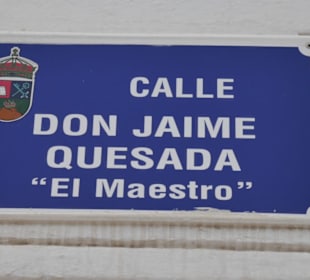 CALLE
DON JAIME
QUESADA
"El Maestro"